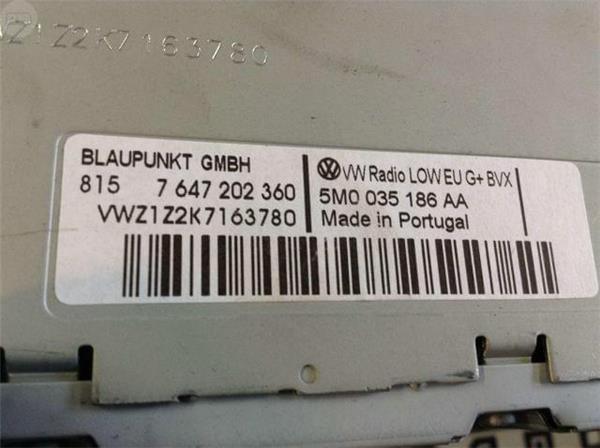 VWZ1Z2K7163780
BLAUPUNKT GMBH
815 7 647 202 360
VWZ1Z2K7163780
VW Radio LOW EU G+ BVX
5M0 035 186 AA
Made in Portugal